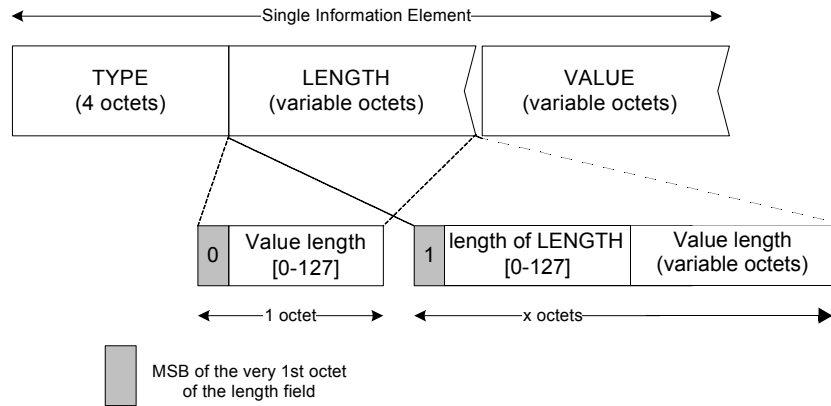 Single Information Element
TYPE
(4 octets)
LENGTH
(variable octets)
VALUE
(variable octets)
0
Value length
[0-127]
1
length of LENGTH
[0-127]
Value length
(variable octets)
1 octet
x octets
MSB of the very 1st octet
of the length field